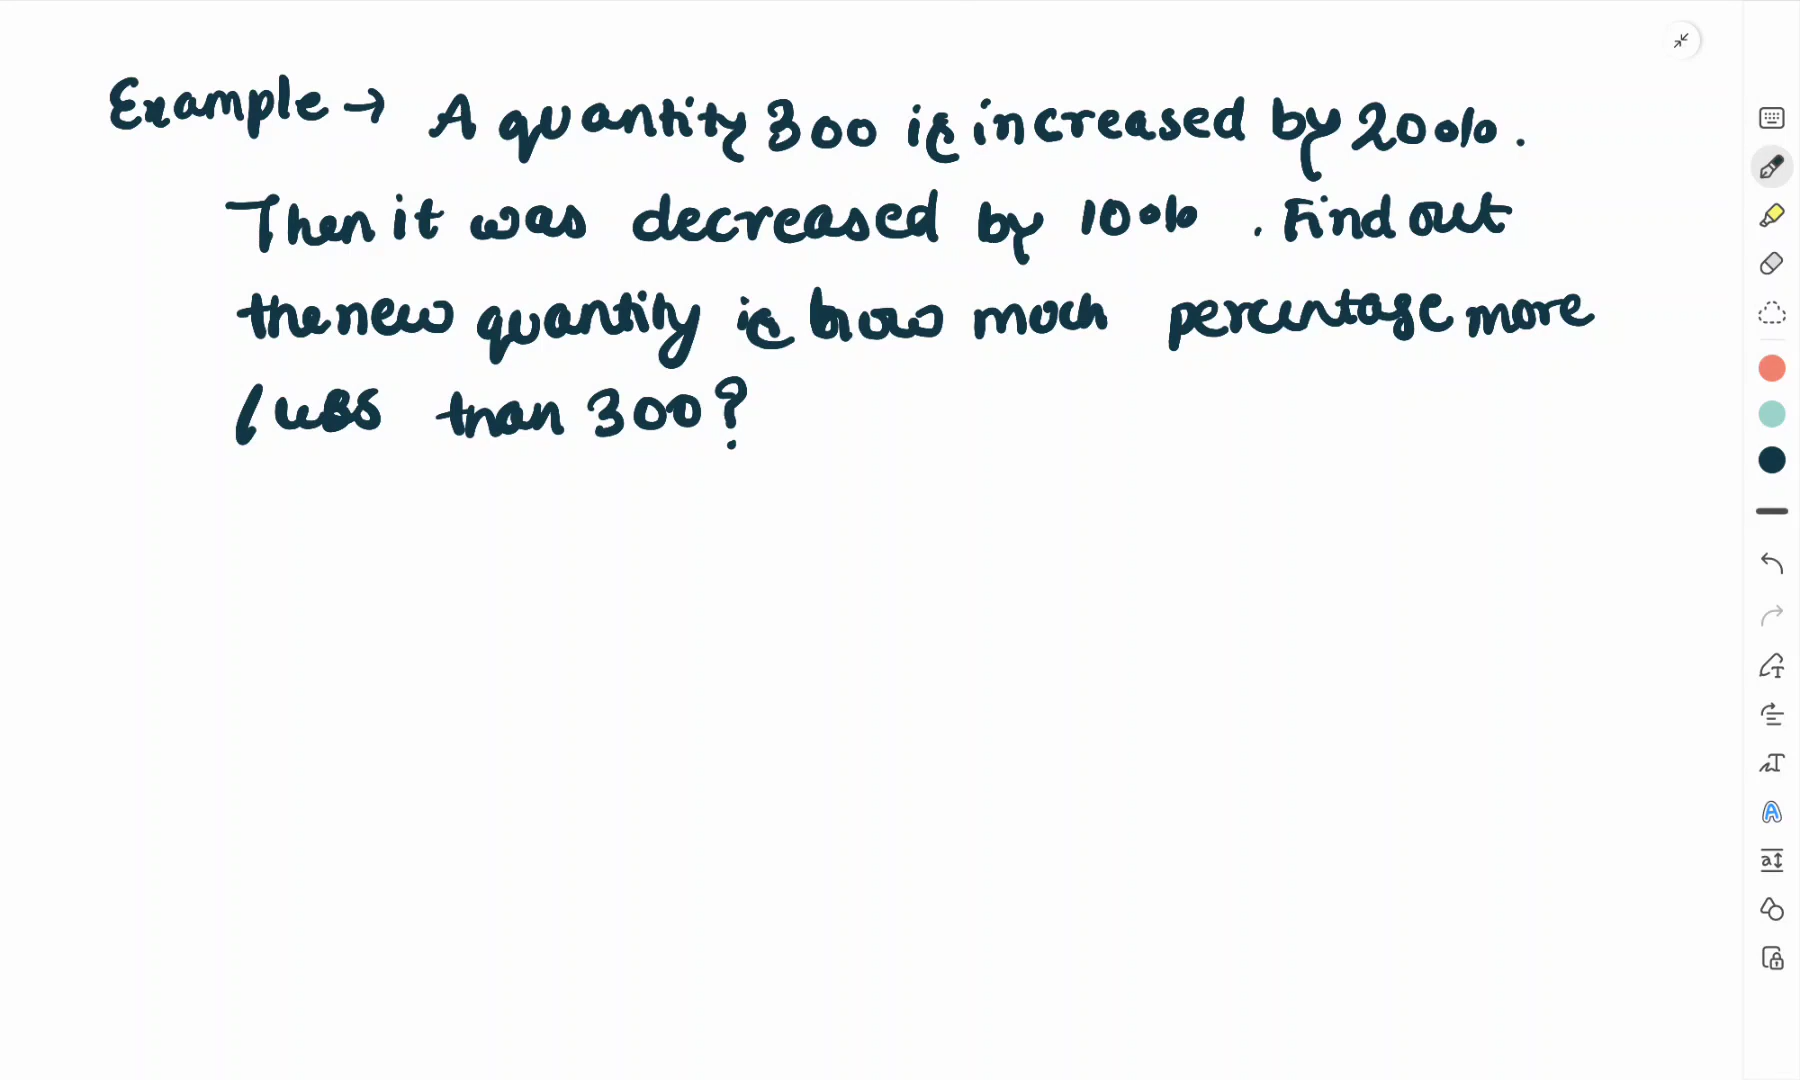 Example → A quantity 300 is increased by 20%.
Then it was decreased by 10%. Find out
the new quantity is how much percentage more
/ less than 300?